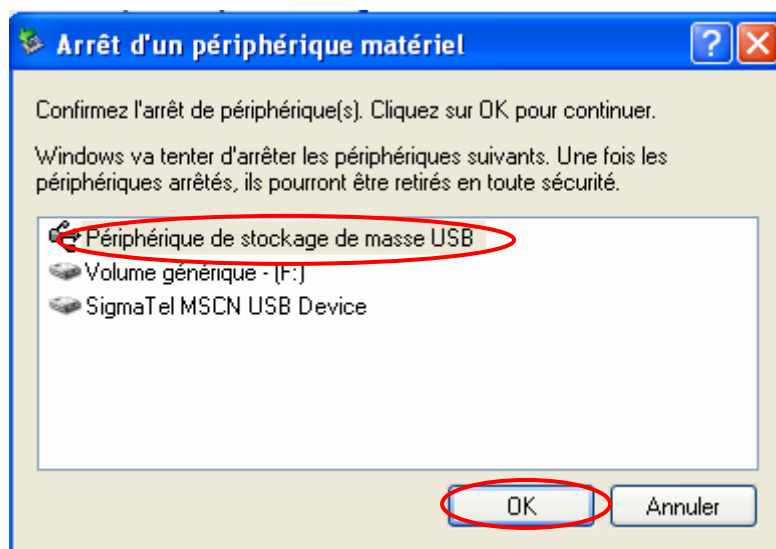 Arrêt d'un périphérique matériel
Confirmez l'arrêt de périphérique(s). Cliquez sur OK pour continuer.
Windows va tenter d'arrêter les périphériques suivants. Une fois les
périphériques arrêtés, ils pourront être retirés en toute sécurité.
Périphérique de stockage de masse USB
Volume générique - (F:)
SigmaTel MSCN USB Device
OK
Annuler